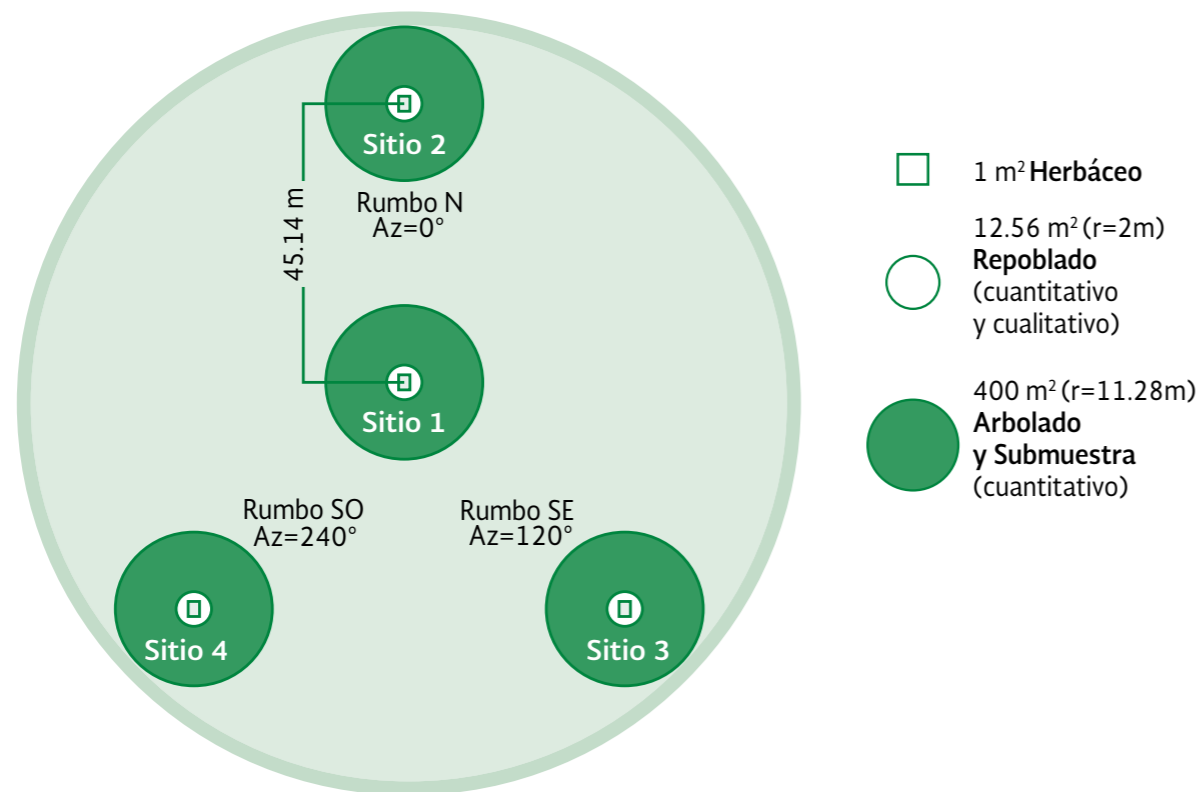 Sitio 2
Rumbo N
Az=0°
45.14 m
Sitio 1
Rumbo SO
Az=240°
Rumbo SE
Az=120°
Sitio 4
Sitio 3
1 m² Herbáceo
12.56 m² (r=2m)
Repoblado
(cuantitativo
y cualitativo)
400 m² (r=11.28m)
Arbolado
y Submuestra
(cuantitativo)